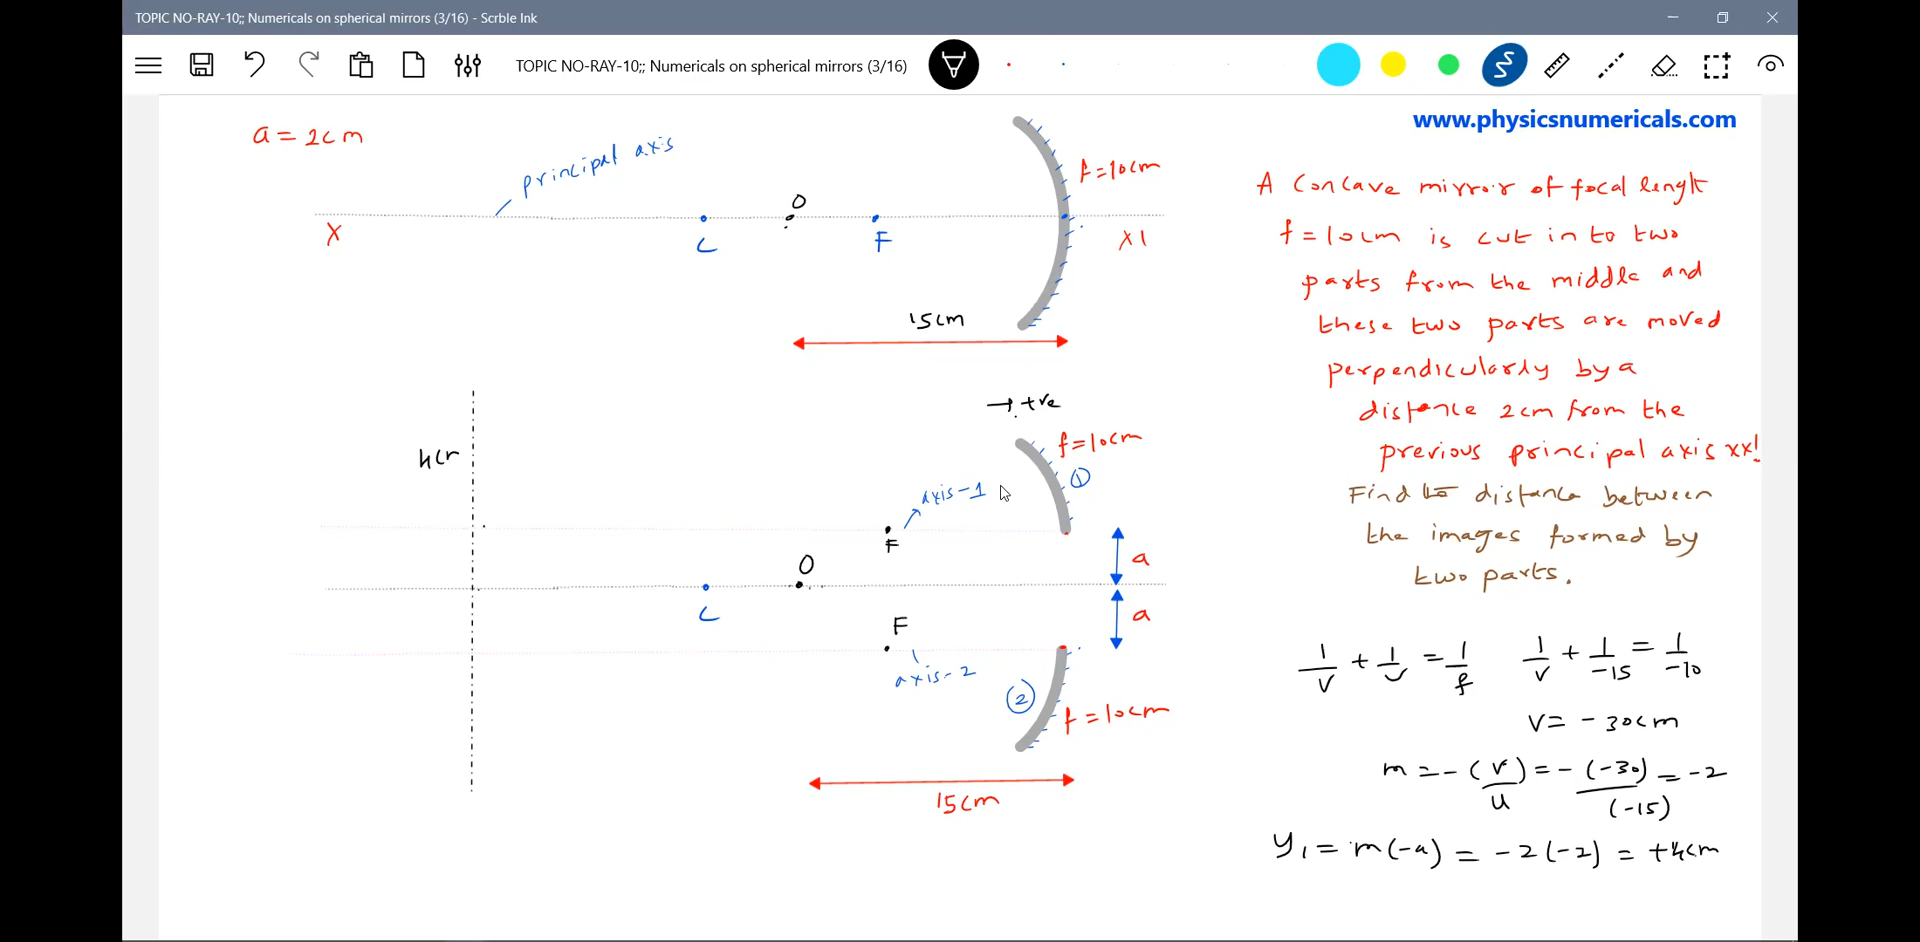 TOPIC NO-RAY-10;; Numericals on spherical mirrors (3/16) - Scrble Ink
TOPIC NO-RAY-10;; Numericals on spherical mirrors (3/16)
www.physicsnumericals.com
a = 2cm
principal axis
O
f=10cm
X
C
F
X1
15cm
A concave mirror of focal lengt
f=10cm is cut in to two
parts from the middle and
these two parts are moved
perpendicularly by a
distance 2cm from the
previous principal axis xx!
Find distance between
the images formed by
two parts.
→ +ve
f=10cm
1
axis-1
F
a
O
C
a
F
axis-2
2
f=10cm
15cm
1/v + 1/u = 1/f
1/v + 1/-15 = 1/-10
v= -30cm
m = -(v/u) = -(-30)/(-15) = -2
y1 = m(-a) = -2(-2) = +4cm